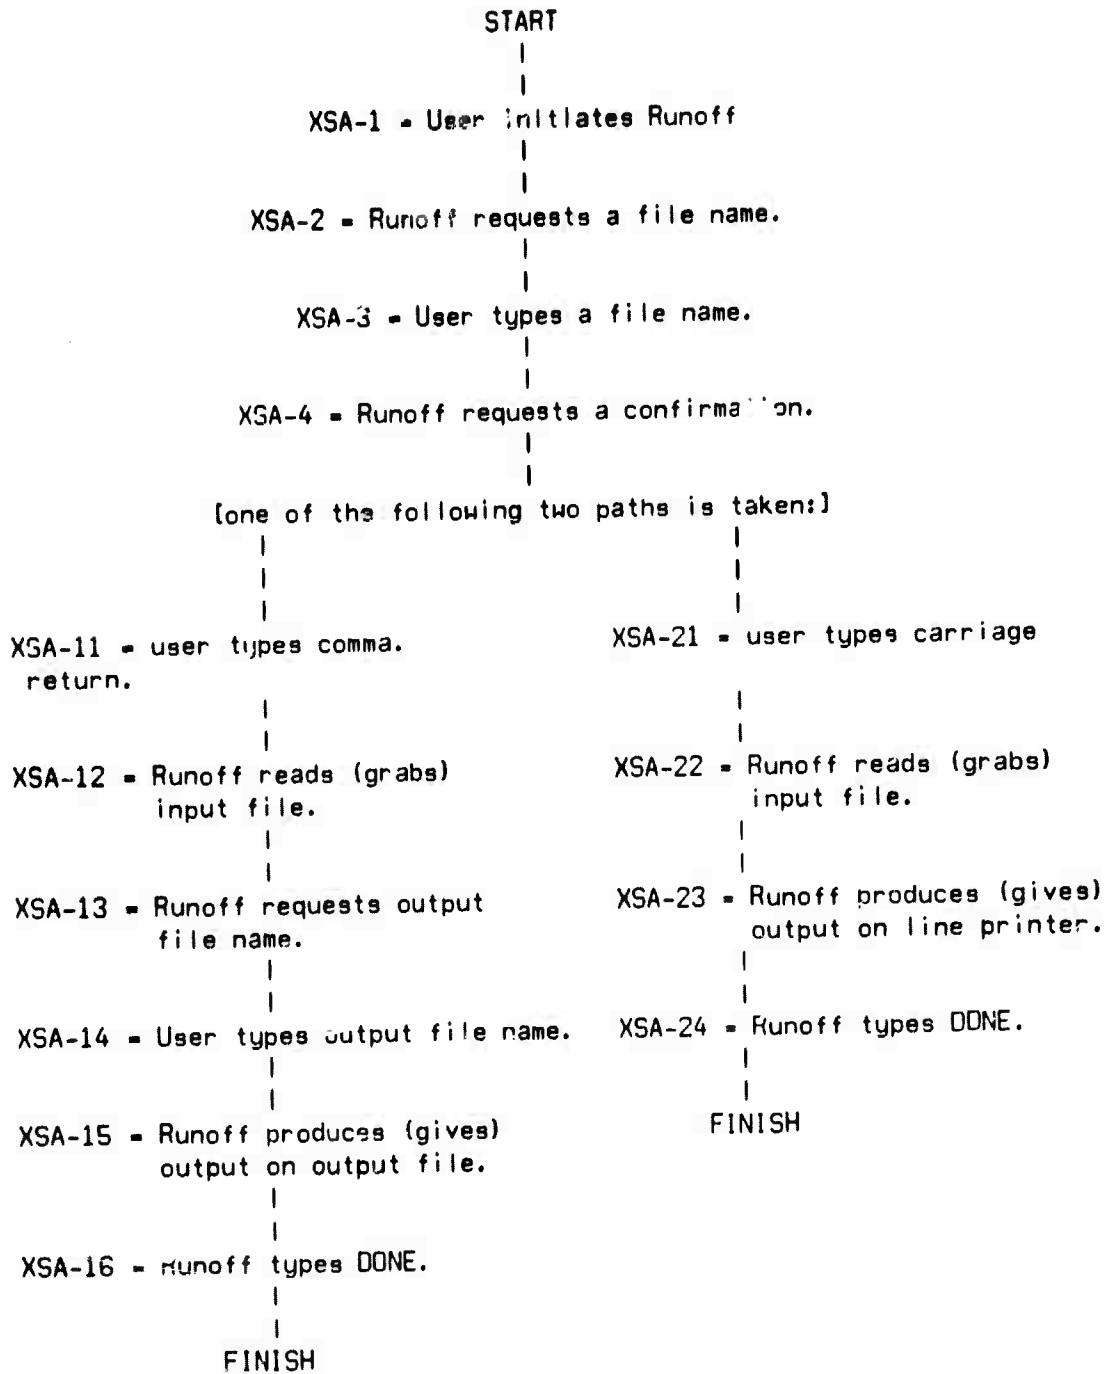 START
XSA-1 = User initiates Runoff
XSA-2 = Runoff requests a file name.
XSA-3 = User types a file name.
XSA-4 = Runoff requests a
[one of the following two paths is taken:]
XSA-11 = user types comma.
return.
XSA-21 = user types carriage
XSA-12 = Runoff reads (grabs)
input file.
XSA-22 = Runoff reads (grabs)
input file.
XSA-13 = Runoff requests output
file name.
XSA-23 = Runoff produces (gives)
output on line printer.
XSA-14 = User types output file name.
XSA-24 = Runoff types DONE.
XSA-15 = Runoff produces (gives)
output on output file.
FINISH
XSA-16 = Runoff types DONE.
FINISH